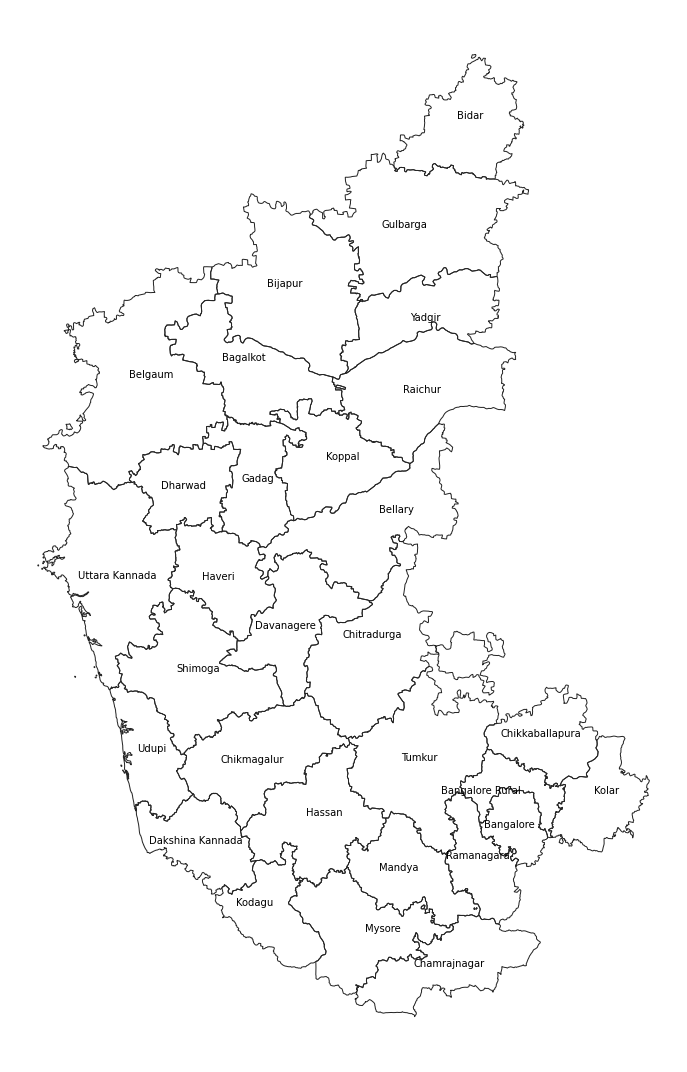 Bidar
Gulbarga
Bijapur
Yadgir
Bagalkot
Belgaum
Raichur
Koppal
Gadag
Dharwad
Bellary
Uttara Kannada
Haveri
Davanagere
Chitradurga
Shimoga
Chikkaballapura
Udupi
Chikmagalur
Tumkur
Bangalore Rural
Kolar
Hassan
Bangalore
Dakshina Kannada
Ramanagara
Mandya
Kodagu
Mysore
Chamrajnagar